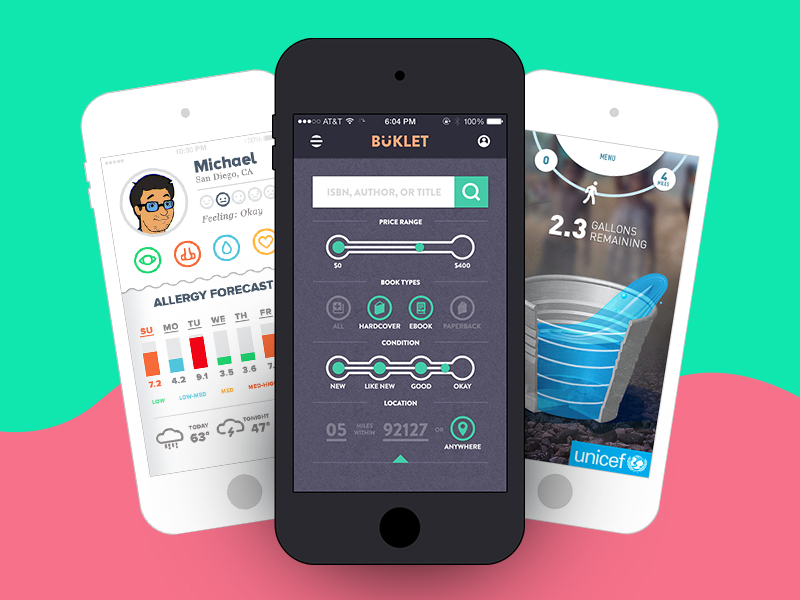 10:30 PM
Michael
San Diego, CA
Feeling: Okay
ALLERGY FORECAST
SU MO TU WE TH FR
7.2 4.2 9.1 3.5 3.6
LOW LOW-MED MED MED-HIGH
TODAY
63°
TONIGHT
47°
AT&T 6:04 PM 100%
BÜKLET
ISBN, AUTHOR, OR TITLE
PRICE RANGE
$0 $400
BOOK TYPES
ALL HARDCOVER EBOOK PAPERBACK
CONDITION
NEW LIKE NEW GOOD OKAY
LOCATION
05 MILES WITHIN 92127 OR
ANYWHERE
MENU
0
4
MILES
2.3 GALLONS
REMAINING
unicef